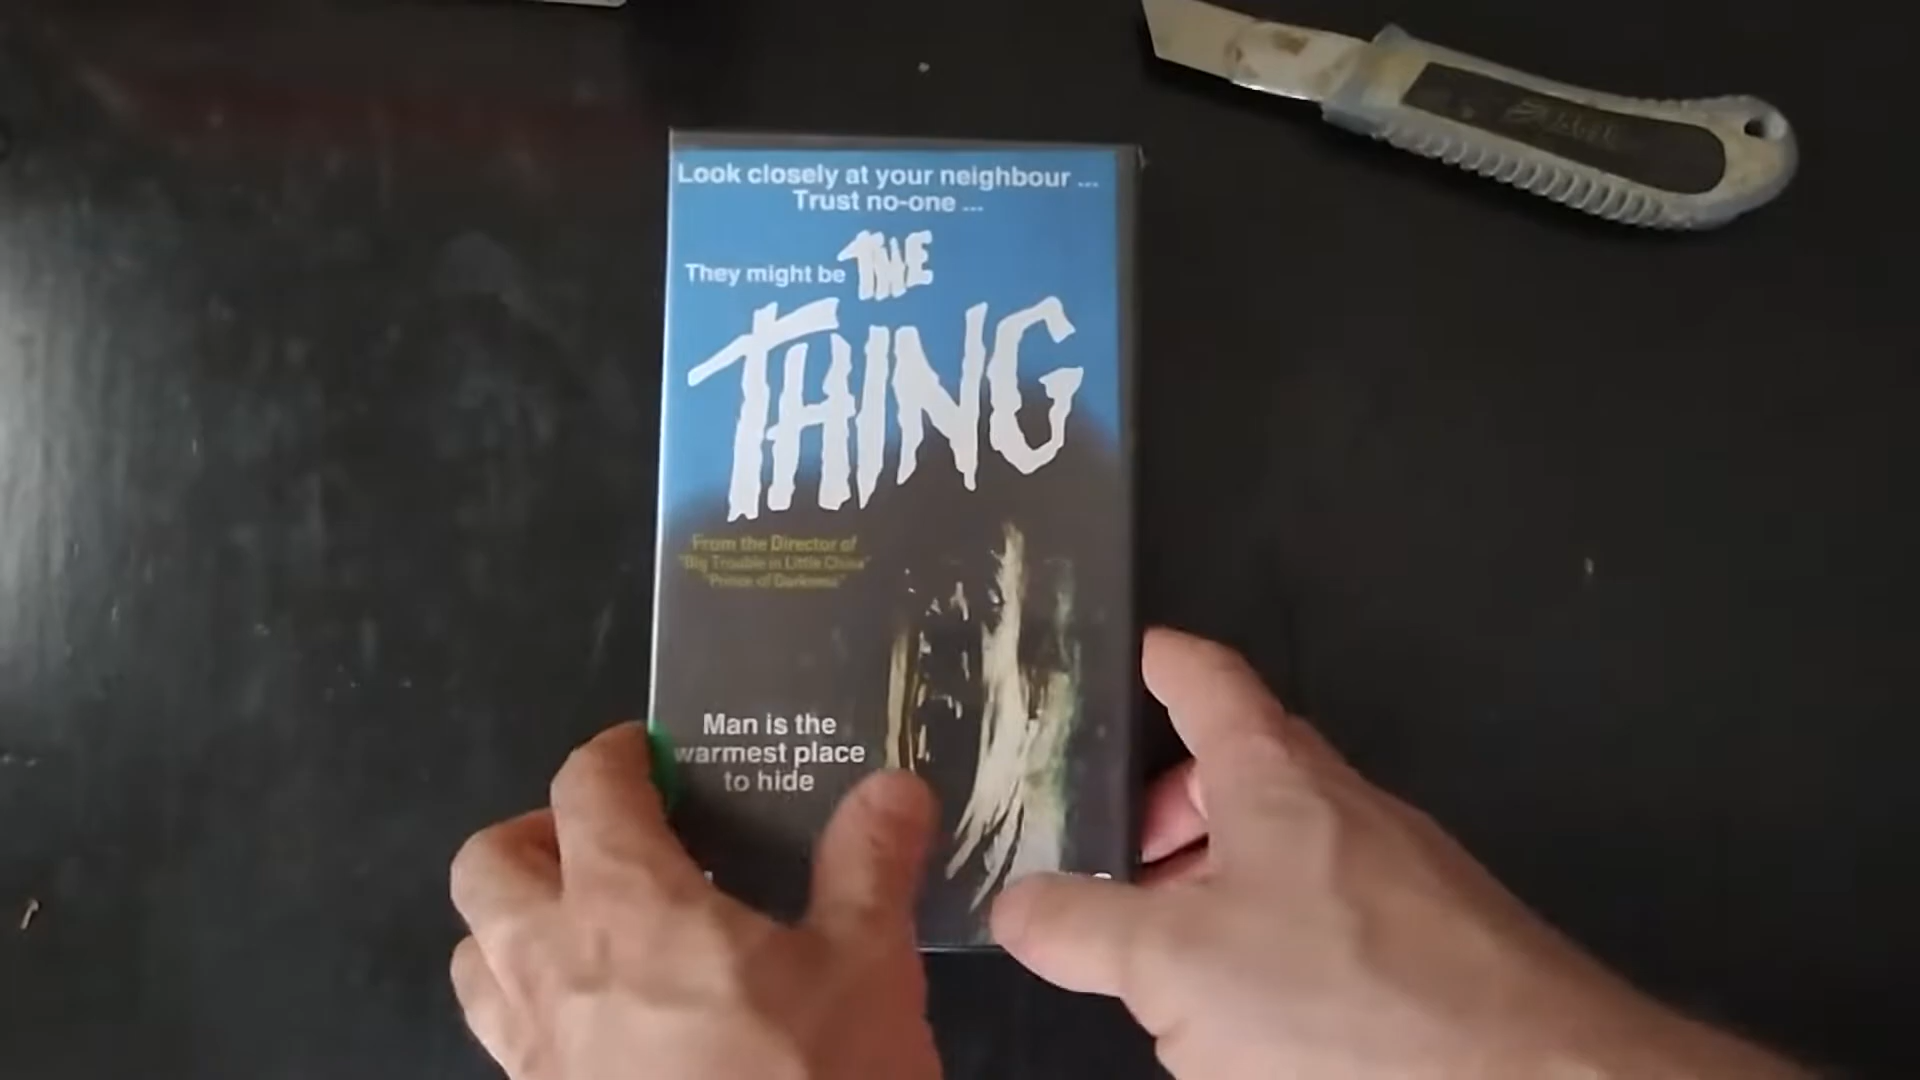 Look closely at your neighbour ...
Trust no-one ...
They might be THE
THING
From the Director of
"Big Trouble in Little China"
"Prince of Darkness"
Man is the
warmest place
to hide